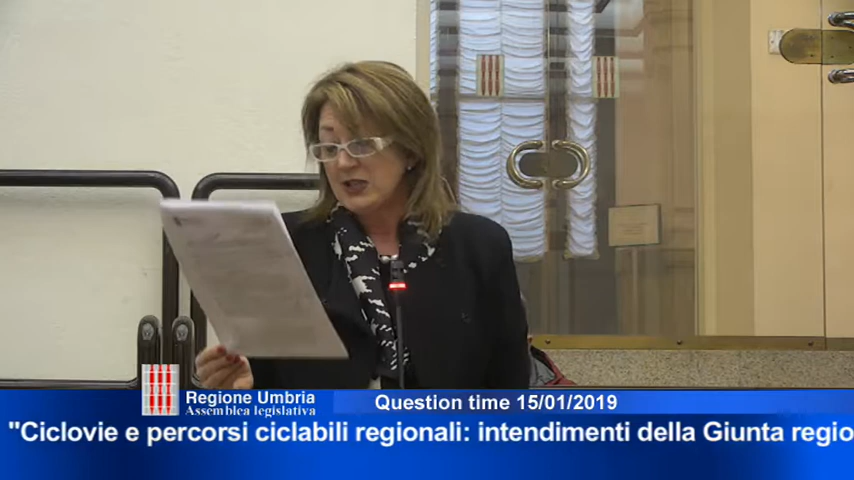 Regione Umbria
Assemblea legislativa
Question time 15/01/2019
"Ciclovie e percorsi ciclabili regionali: intendimenti della Giunta regio